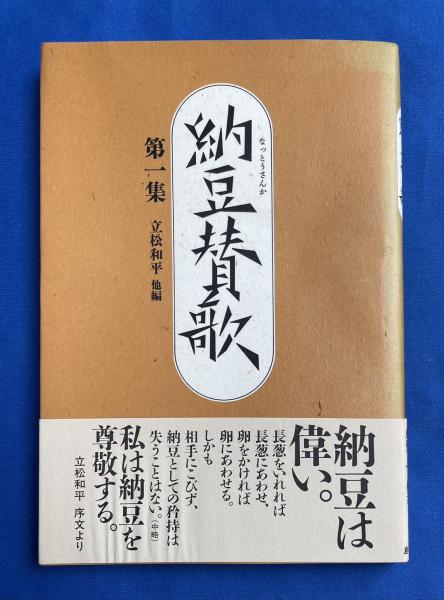 なっとうさんか
納豆賛歌
第一集
立松和平 他編
納豆は
偉い。
長葱をいれれば
長葱にあわせ、
卵をかければ
卵にあわせる。
しかも
相手にこびず、
納豆としての矜持は
失うことはない。(中略)
私は納豆を
尊敬する。
立松和平 序文より